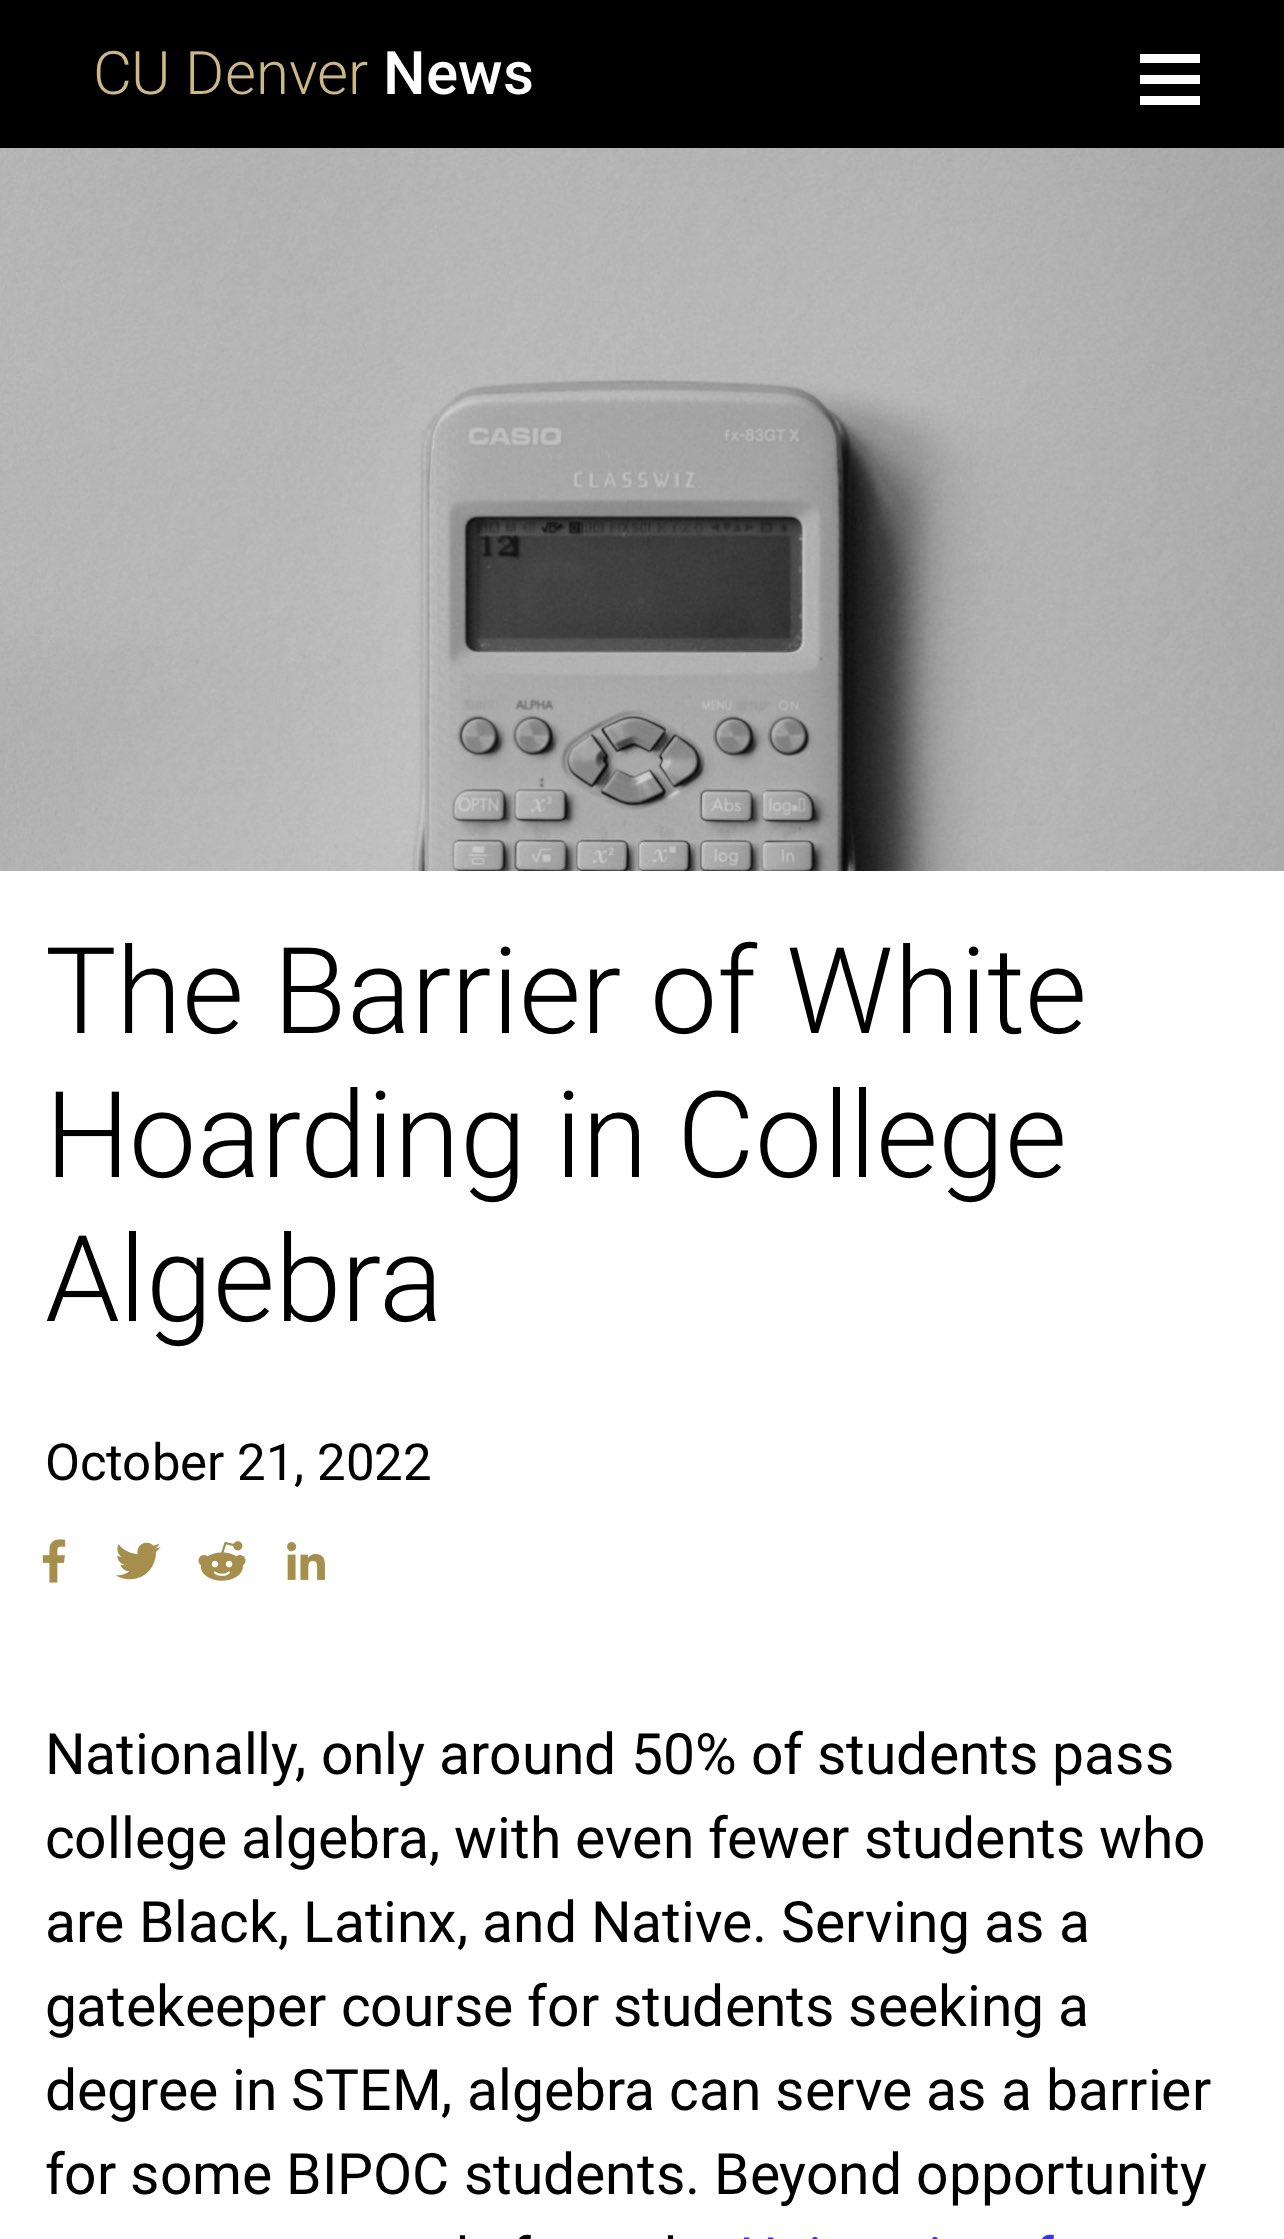 CU Denver News
CASIO fx-83GT X
CLASSWIZ
12
ALPHA MENU ON
OPTN x³ Abs log
x² log ln
The Barrier of White
Hoarding in College
Algebra
October 21, 2022
Nationally, only around 50% of students pass
college algebra, with even fewer students who
are Black, Latinx, and Native. Serving as a
gatekeeper course for students seeking a
degree in STEM, algebra can serve as a barrier
for some BIPOC students. Beyond opportunity